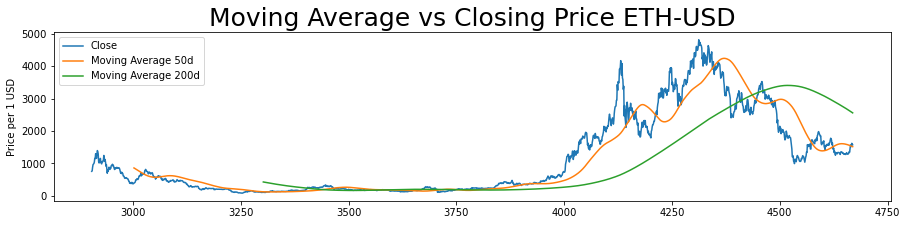 Moving Average vs Closing Price ETH-USD
Close
Moving Average 50d
Moving Average 200d
Price per 1 USD
5000
4000
3000
2000
1000
0
3000 3250 3500 3750 4000 4250 4500 4750